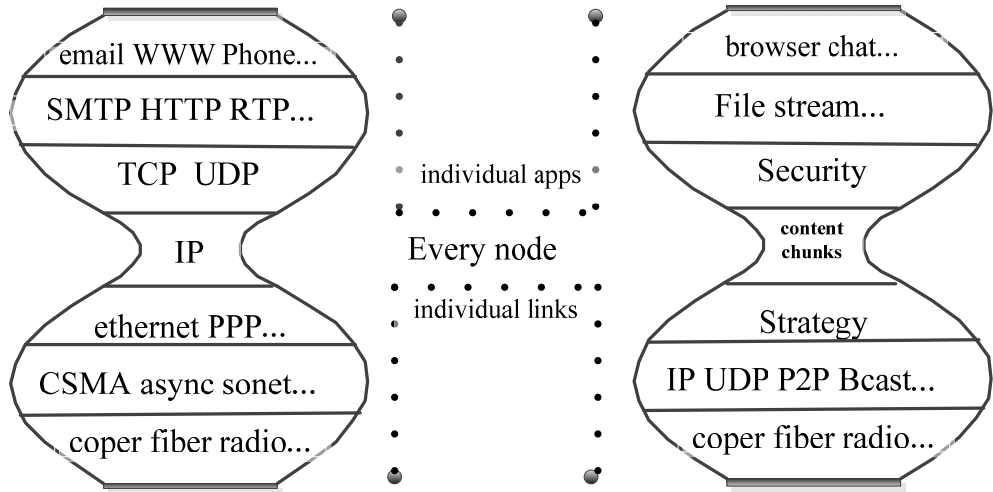 email WWW Phone...
SMTP HTTP RTP...
TCP UDP
IP
ethernet PPP...
CSMA async sonet...
coper fiber radio...
individual apps
Every node
individual links
browser chat...
File stream...
Security
content
chunks
Strategy
IP UDP P2P Bcast...
coper fiber radio...